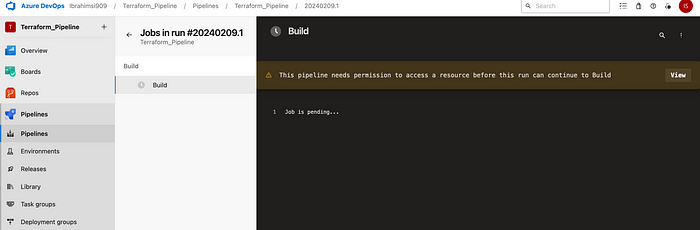 Azure DevOps Ibrahimsi909 / Terraform_Pipeline / Pipelines / Terraform_Pipeline / 20240209.1 Search IS
T Terraform_Pipeline +
Overview
Boards
Repos
Pipelines
Pipelines
Environments
Releases
Library
Task groups
Deployment groups
← Jobs in run #20240209.1
Terraform_Pipeline
Build
Build
Build
This pipeline needs permission to access a resource before this run can continue to Build View
1 Job is pending...